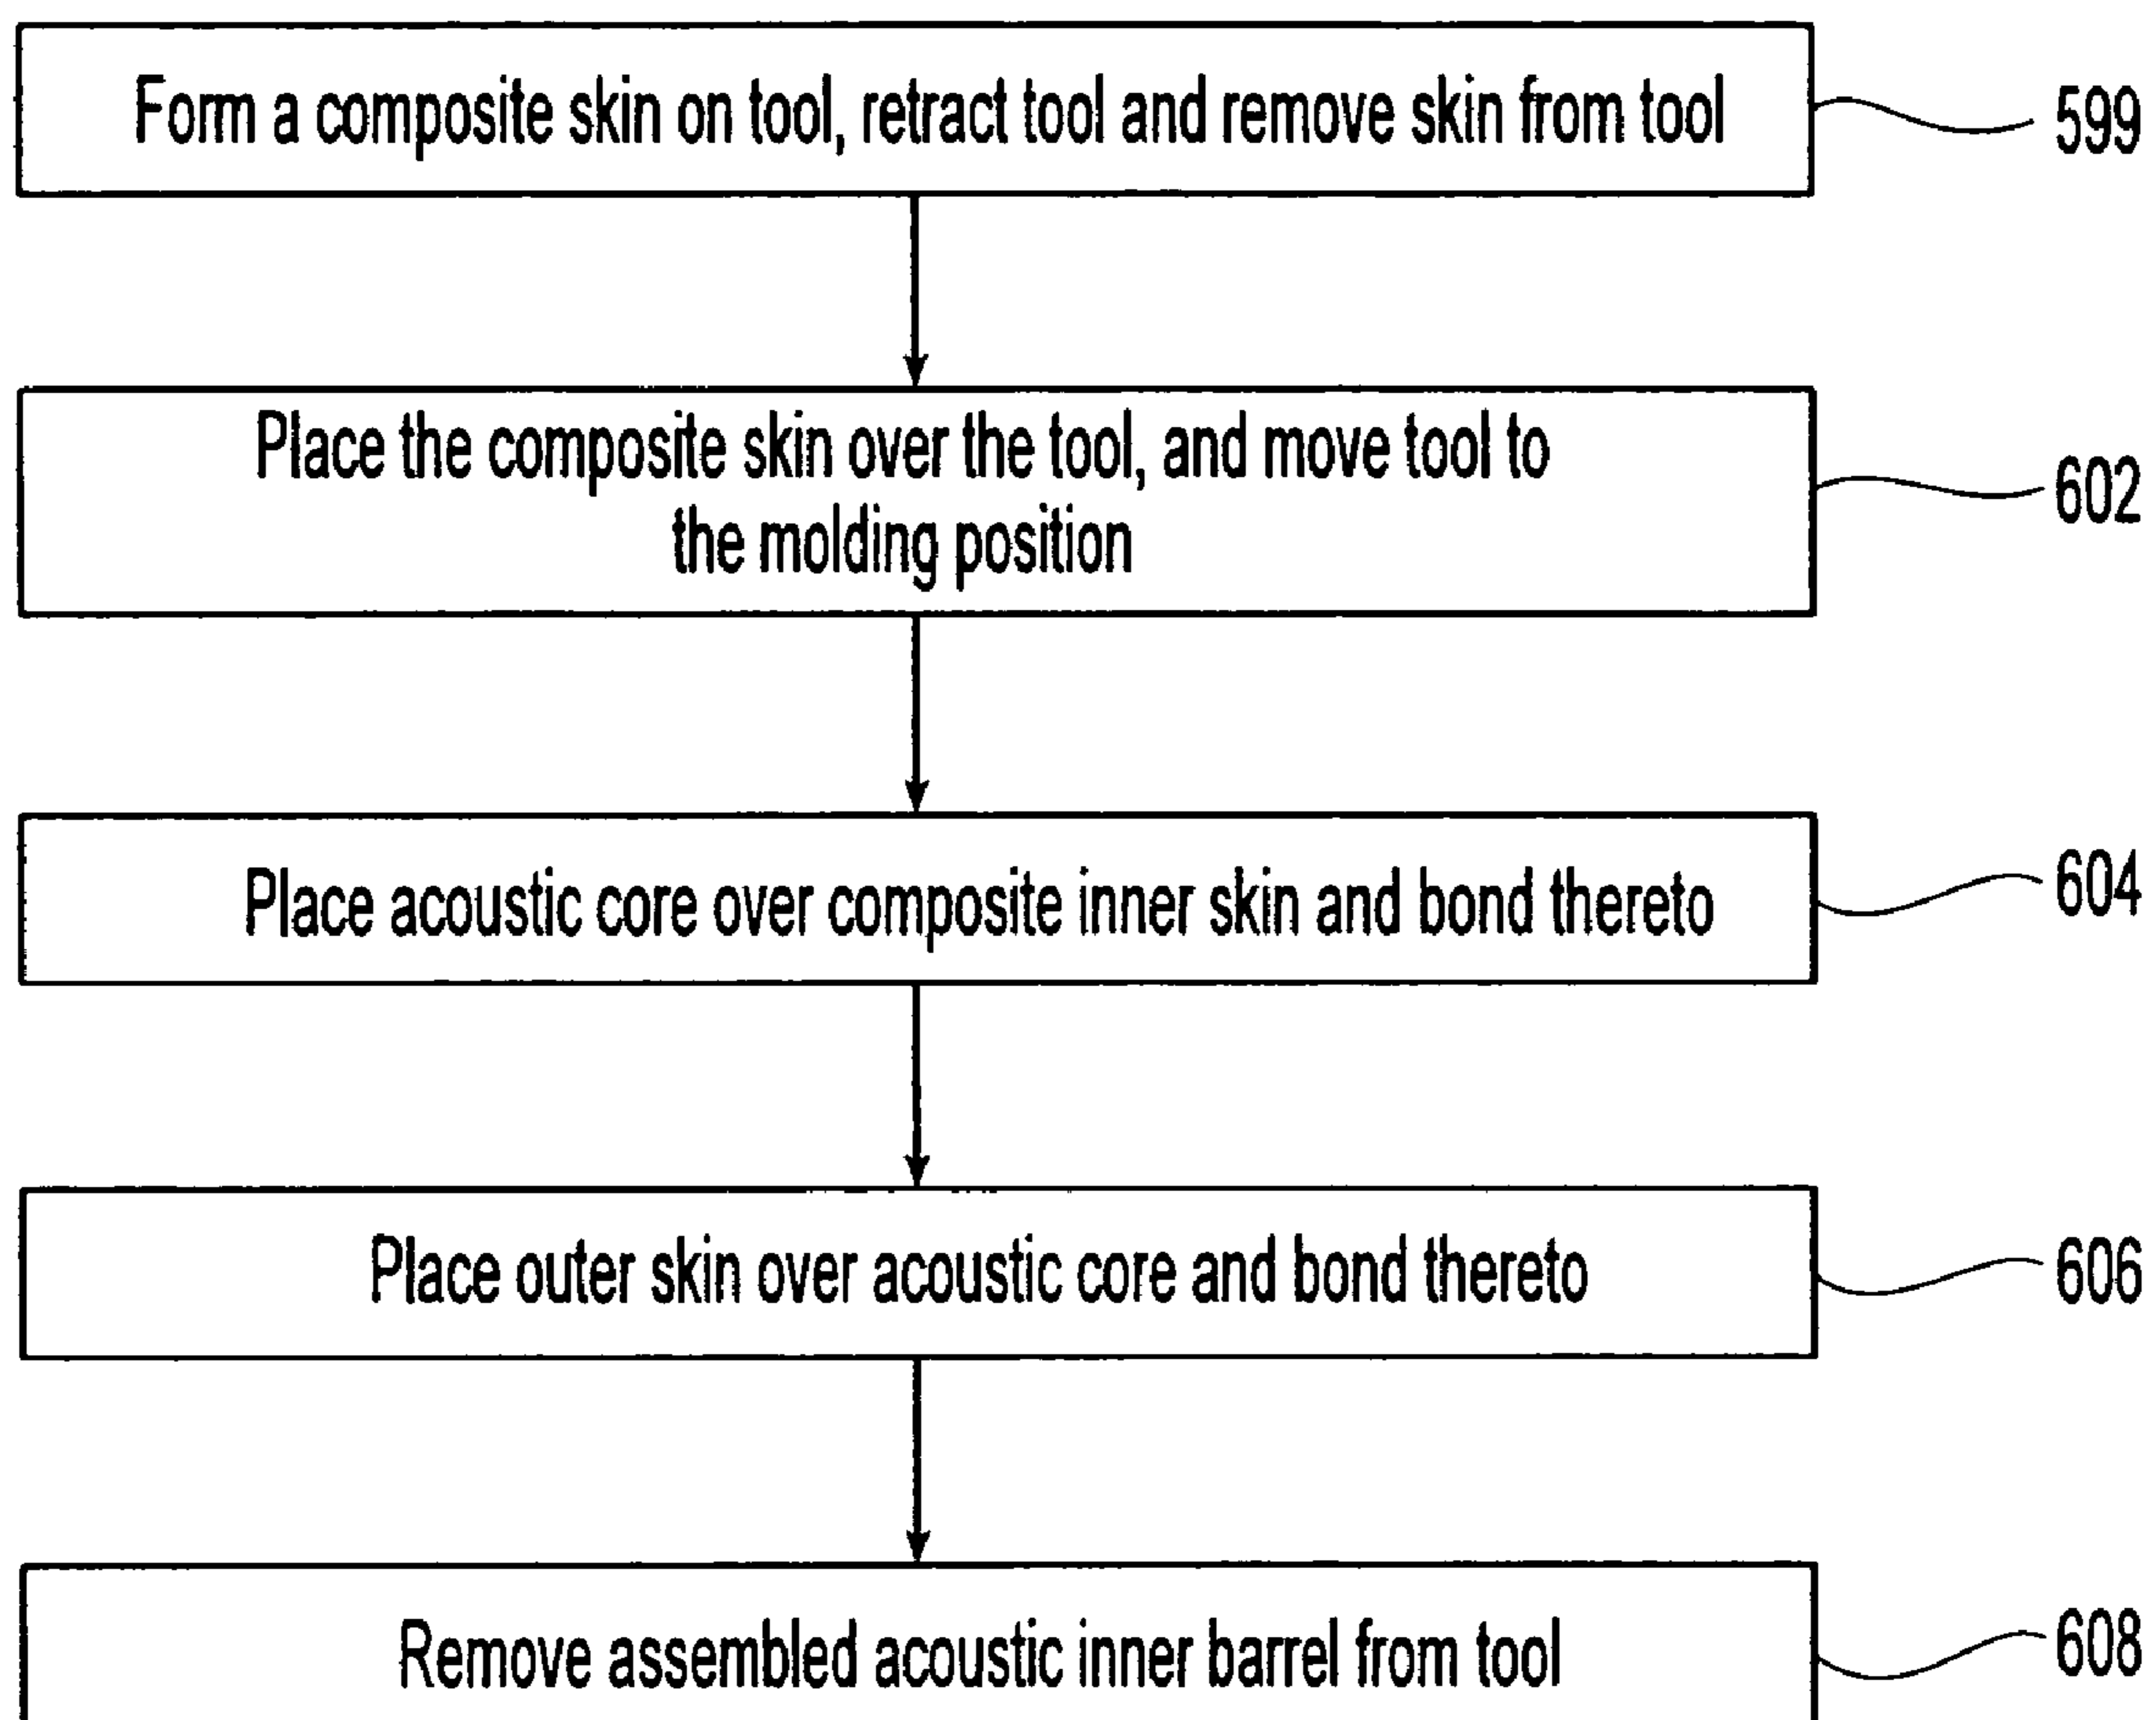 Form a composite skin on tool, retract tool and remove skin from tool
599
Place the composite skin over the tool, and move tool to
the molding position
602
Place acoustic core over composite inner skin and bond thereto
604
Place outer skin over acoustic core and bond thereto
606
Remove assembled acoustic inner barrel from tool
608